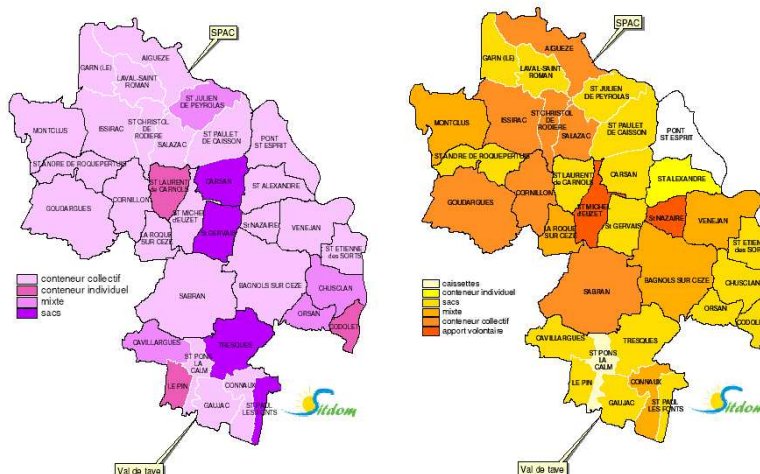 SPAC
AIGUEZE
GARN (LE)
LAVAL-SAINT
ROMAN
ST JULIEN
DE PEYROLAS
MONTCLUS
ISSIRAC
ST CHRISTOL
DE
RODIERE
SALAZAC
ST PAULET
DE CAISSON
PONT
ST ESPRIT
ST ANDRE DE ROQUEPERTUIS
ST LAURENT
de CARNOLS
CARSAN
ST ALEXANDRE
GOUDARGUES
CORNILLON
ST MICHEL
d'EUZET
LA ROQUE
SUR CEZE
St GERVAIS
St NAZAIRE
VENEJAN
ST ETIENNE
des SORTS
conteneur collectif
conteneur individuel
mixte
sacs
SABRAN
BAGNOLS SUR CEZE
CHUSCLAN
ORSAN
CODOLET
CAVILLARGUES
TRESQUES
ST PONS
LA
CALM
LE PIN
CONNAUX
GAUJAC
ST PAUL
LES FONTS
Sitdom
Val de tave
SPAC
AIGUEZE
GARN (LE)
LAVAL-SAINT
ROMAN
ST JULIEN
DE PEYROLAS
MONTCLUS
ISSIRAC
ST CHRISTOL
DE
RODIERE
SALAZAC
ST PAULET
DE CAISSON
PONT
ST ESPRIT
ST ANDRE DE ROQUEPERTUIS
ST LAURENT
de CARNOLS
CARSAN
ST ALEXANDRE
GOUDARGUES
CORNILLON
ST MICHEL
d'EUZET
LA ROQUE
SUR CEZE
St GERVAIS
St NAZAIRE
VENEJAN
ST ETIENNE
des SORTS
caissettes
conteneur individuel
sacs
mixte
conteneur collectif
apport volontaire
SABRAN
BAGNOLS SUR CEZE
CHUSCLAN
ORSAN
CODOLET
CAVILLARGUES
TRESQUES
ST PONS
LA
CALM
LE PIN
CONNAUX
GAUJAC
ST PAUL
LES FONTS
Sitdom
Val de tave